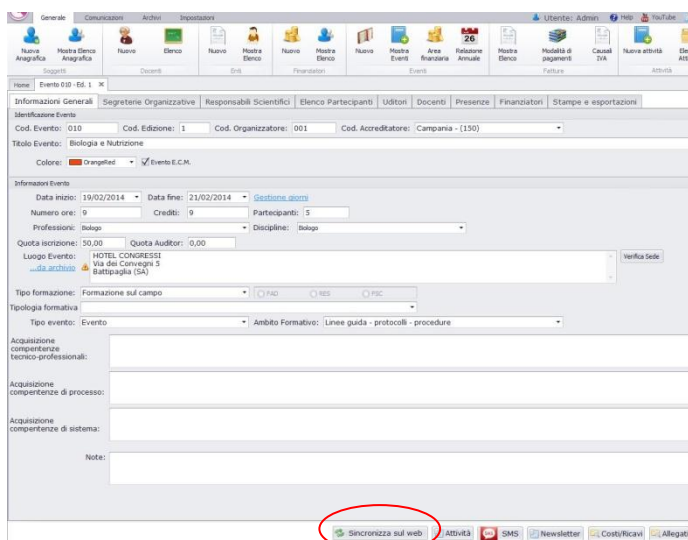 Generale Comunicazioni Archivi Impostazioni Utente: Admin Help YouTube
Nuova Anagrafica Mostra Elenco Anagrafica Nuovo Elenco Nuovo Mostra Elenco Nuovo Mostra Elenco Nuovo Mostra Eventi Area finanziaria 26 Relazione Annuale Mostra Elenco Modalità di pagamenti Causali IVA Nuova attività
Soggetti Docenti Enti Finanziatori Eventi Fatture Attività
Home Evento 010 - Ed. 1 X
Informazioni Generali Segreterie Organizzative Responsabili Scientifici Elenco Partecipanti Uditori Docenti Presenze Finanziatori Stampe e esportazioni
Identificazione Evento
Cod. Evento: 010 Cod. Edizione: 1 Cod. Organizzatore: 001 Cod. Accreditatore: Campania - (150)
Titolo Evento: Biologia e Nutrizione
Colore: OrangeRed Evento E.C.M.
Informazioni Evento
Data inizio: 19/02/2014 Data fine: 21/02/2014 Gestione giorni
Numero ore: 9 Crediti: 9 Partecipanti: 5
Professioni: Biologo Discipline: Biologo
Quota iscrizione: 50,00 Quota Auditor: 0,00
Luogo Evento: HOTEL CONGRESSI Verifica Sede
...da archivio Via dei Convegni 5
Battipaglia (SA)
Tipo formazione: Formazione sul campo FAD RES FSC
Tipologia formativa
Tipo evento: Evento Ambito Formativo: Linee guida - protocolli - procedure
Acquisizione
compentenze
tecnico-professionali:
Acquisizione
compentenze di processo:
Acquisizione
compentenze di sistema:
Note:
Sincronizza sul web Attività SMS SMS Newsletter Costi/Ricavi Allegati